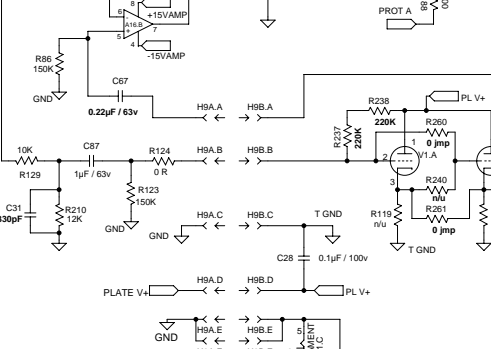 8
+15VAMP
6
A16.B
7
5
4
-15VAMP
PROT A
R86
150K
GND
C67
0.22µF / 63v
H9A.A
H9B.A
R238
220K
PL V+
R237
220K
R260
0 jmp
1
10K
R129
C87
1µF / 63v
R124
0 R
H9A.B
H9B.B
2
V1.A
3
C31
330pF
R210
12K
R123
150K
GND
R240
n/u
R261
0 jmp
R119
n/u
H9A.C
H9B.C
T GND
GND
T GND
C28
0.1µF / 100v
PLATE V+
H9A.D
H9B.D
PL V+
GND
H9A.E
H9B.E
5